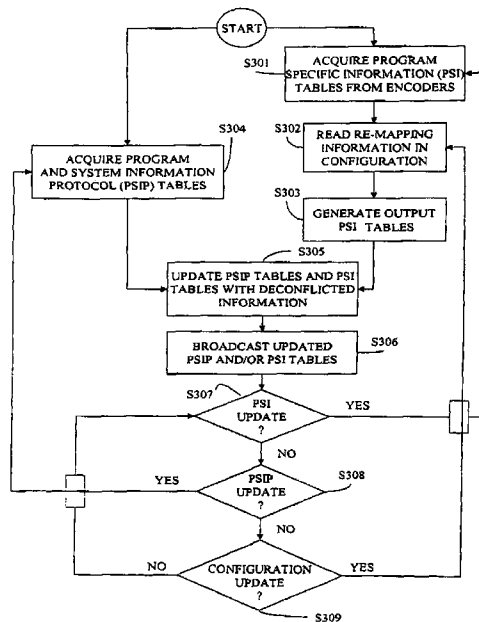 START
S301
ACQUIRE PROGRAM
SPECIFIC INFORMATION (PSI)
TABLES FROM ENCODERS
S302
READ RE-MAPPING
INFORMATION IN
CONFIGURATION
S304
ACQUIRE PROGRAM
AND SYSTEM INFORMATION
PROTOCOL (PSIP) TABLES
S303
GENERATE OUTPUT
PSI TABLES
S305
UPDATE PSIP TABLES AND PSI
TABLES WITH DECONFLICTED
INFORMATION
BROADCAST UPDATED
PSIP AND/OR PSI TABLES
S306
S307
PSI
UPDATE
?
YES
NO
YES
PSIP
UPDATE
?
S308
NO
NO
CONFIGURATION
UPDATE
?
YES
S309